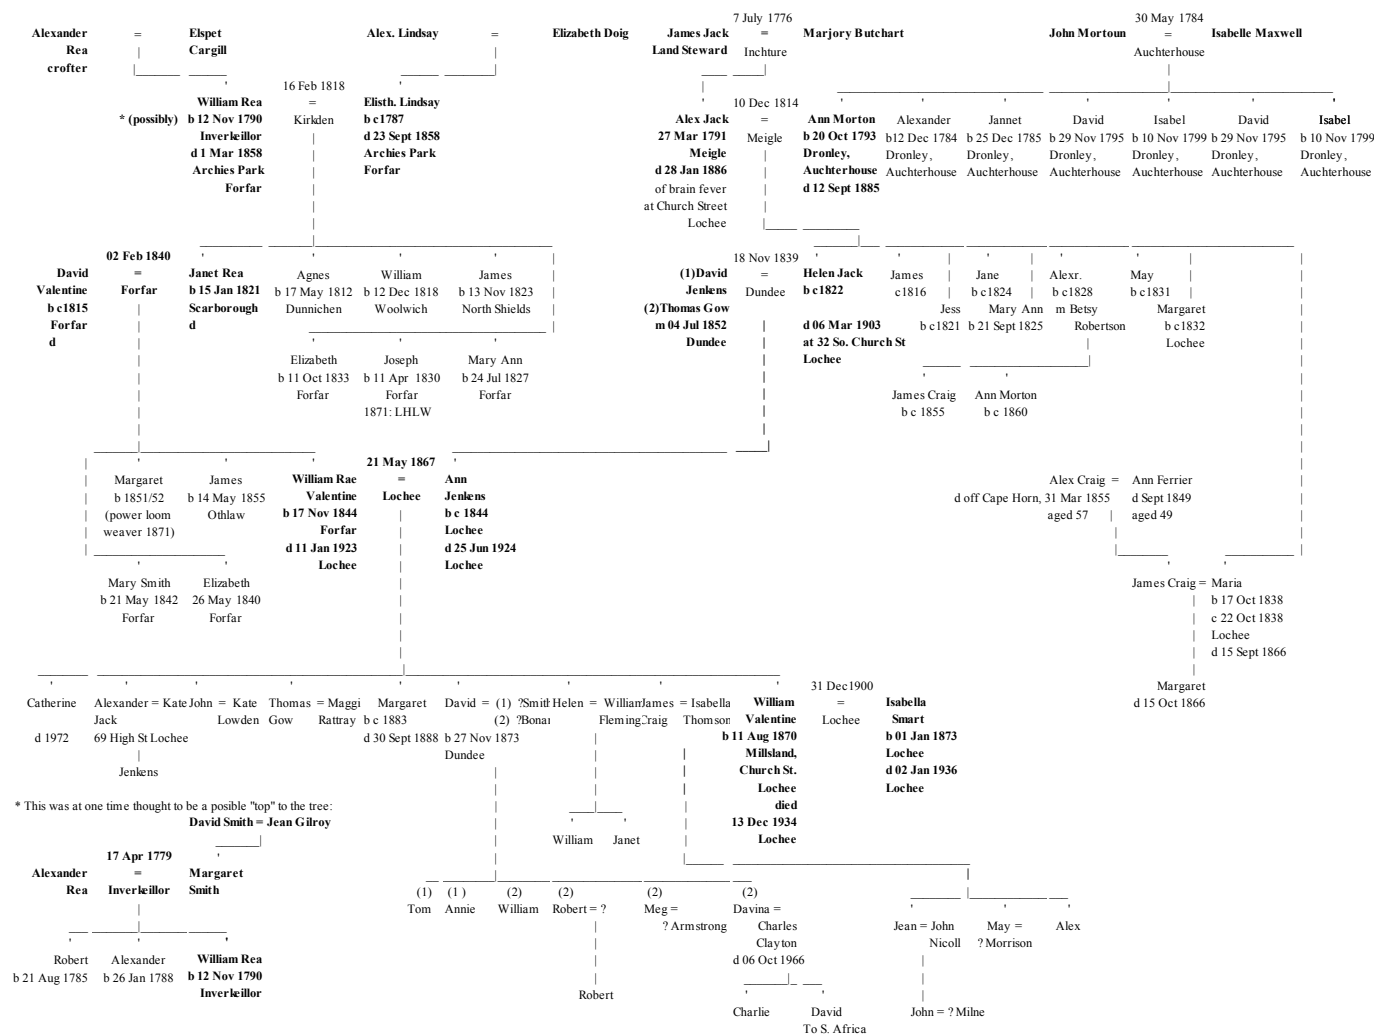 7 July 1776
30 May 1784
Alexander = Elspet Alex. Lindsay = Elizabeth Doig James Jack = Marjory Butchart John Mortoun = Isabelle Maxwell
Rea Cargill Land Steward Inchture Auchterhouse
crofter
16 Feb 1818
William Rea = Elisth. Lindsay 10 Dec 1814
* (possibly) b 12 Nov 1790 Kirkden b c1787 Alex Jack = Ann Morton Alexander Jannet David Isabel David Isabel
Inverkeillor d 23 Sept 1858 27 Mar 1791 Meigle b 20 Oct 1793 b12 Dec 1784 b 25 Dec 1785 b 29 Nov 1795 b 10 Nov 1799 b 29 Nov 1795 b 10 Nov 1799
d 1 Mar 1858 Archies Park Meigle Dronley, Dronley, Dronley, Dronley, Dronley, Dronley, Dronley,
Archies Park Forfar d 28 Jan 1886 Auchterhouse Auchterhouse Auchterhouse Auchterhouse Auchterhouse Auchterhouse Auchterhouse
Forfar of brain fever d 12 Sept 1885
at Church Street
Lochee
02 Feb 1840 18 Nov 1839
David = Janet Rea Agnes William James (1)David = Helen Jack James Jane Alexr. May
Valentine Forfar b 15 Jan 1821 b 17 May 1812 b 12 Dec 1818 b 13 Nov 1823 Jenkens Dundee b c1822 c1816 b c1824 b c1828 b c1831
b c1815 Scarborough Dunnichen Woolwich North Shields (2)Thomas Gow Jess Mary Ann m Betsy Margaret
Forfar d m 04 Jul 1852 d 06 Mar 1903 b c1821 b 21 Sept 1825 Robertson b c1832
d Dundee at 32 So. Church St Lochee
Elizabeth Joseph Mary Ann Lochee
b 11 Oct 1833 b 11 Apr 1830 b 24 Jul 1827
Forfar Forfar Forfar James Craig Ann Morton
1871: LHLW b c 1855 b c 1860
21 May 1867
Margaret James William Rae = Ann Alex Craig = Ann Ferrier
b 1851/52 b 14 May 1855 Valentine Lochee Jenkens d off Cape Horn, 31 Mar 1855 d Sept 1849
(power loom Othlaw b 17 Nov 1844 b c 1844 aged 57 aged 49
weaver 1871) Forfar Lochee
d 11 Jan 1923 d 25 Jun 1924
Lochee Lochee
Mary Smith Elizabeth James Craig = Maria
b 21 May 1842 26 May 1840 b 17 Oct 1838
Forfar Forfar c 22 Oct 1838
Lochee
d 15 Sept 1866
Margaret
d 15 Oct 1866
31 Dec1900
Catherine Alexander = Kate John = Kate Thomas = Maggi Margaret David = (1) ?Smith Helen = William James = Isabella William = Isabella
Jack Lowden Gow Rattray b c 1883 (2) ?Bonar Fleming Craig Thomson Valentine Lochee Smart
d 1972 69 High St Lochee d 30 Sept 1888 b 27 Nov 1873 b 11 Aug 1870 b 01 Jan 1873
Dundee Millsland, Lochee
Jenkens Church St. d 02 Jan 1936
Lochee Lochee
died
13 Dec 1934
Lochee
William Janet
* This was at one time thought to be a posible "top" to the tree:
David Smith = Jean Gilroy
17 Apr 1779
Alexander = Margaret
Rea Inverkeillor Smith
(1) (1 ) (2) (2) (2) (2)
Tom Annie William Robert = ? Meg = Davina =
? Armstrong Charles
Clayton
d 06 Oct 1966
Jean = John May = Alex
Nicoll ? Morrison
Robert Alexander William Rea
b 21 Aug 1785 b 26 Jan 1788 b 12 Nov 1790
Inverkeillor
Robert
Charlie David
To S. Africa
John = ? Milne